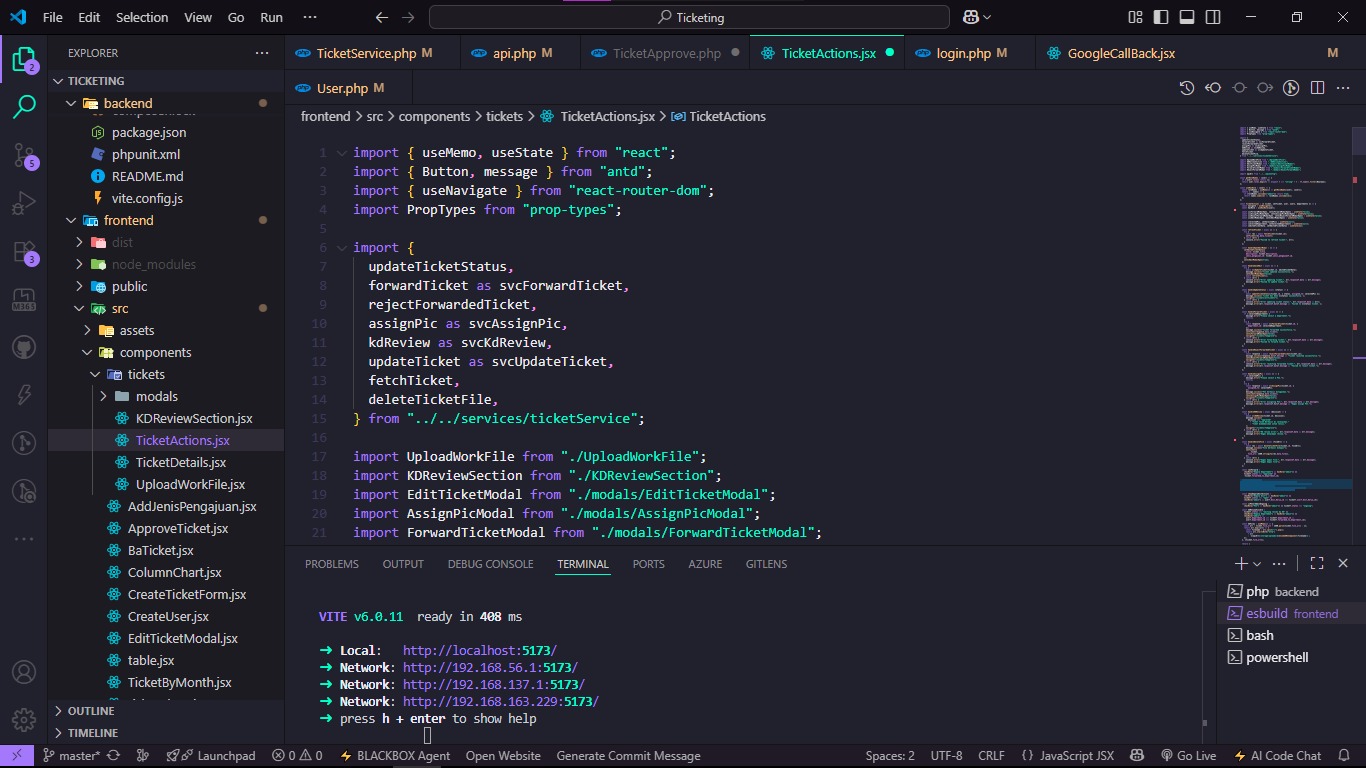 File Edit Selection View Go Run ··· Ticketing
EXPLORER
TICKETING
backend
package.json
phpunit.xml
README.md
vite.config.js
frontend
dist
node_modules
public
src
assets
components
tickets
modals
KDReviewSection.jsx
TicketActions.jsx
TicketDetails.jsx
UploadWorkFile.jsx
AddJenisPengajuan.jsx
ApproveTicket.jsx
BaTicket.jsx
ColumnChart.jsx
CreateTicketForm.jsx
CreateUser.jsx
EditTicketModal.jsx
table.jsx
TicketByMonth.jsx
OUTLINE
TIMELINE
2
5
3
M365
TicketService.php M api.php M TicketApprove.php TicketActions.jsx login.php M GoogleCallBack.jsx M
User.php M
frontend > src > components > tickets > TicketActions.jsx > TicketActions
1 import { useMemo, useState } from "react";
2 import { Button, message } from "antd";
3 import { useNavigate } from "react-router-dom";
4 import PropTypes from "prop-types";
5
6 import {
7 updateTicketStatus,
8 forwardTicket as svcForwardTicket,
9 rejectForwardedTicket,
10 assignPic as svcAssignPic,
11 kdReview as svcKdReview,
12 updateTicket as svcUpdateTicket,
13 fetchTicket,
14 deleteTicketFile,
15 } from "../../services/ticketService";
16
17 import UploadWorkFile from "./UploadWorkFile";
18 import KDReviewSection from "./KDReviewSection";
19 import EditTicketModal from "./modals/EditTicketModal";
20 import AssignPicModal from "./modals/AssignPicModal";
21 import ForwardTicketModal from "./modals/ForwardTicketModal";
PROBLEMS OUTPUT DEBUG CONSOLE TERMINAL PORTS AZURE GITLENS
VITE v6.0.11 ready in 408 ms
➜ Local: http://localhost:5173/
➜ Network: http://192.168.56.1:5173/
➜ Network: http://192.168.137.1:5173/
➜ Network: http://192.168.163.229:5173/
➜ press h + enter to show help
php backend
esbuild frontend
bash
powershell
master* Launchpad 0 0 BLACKBOX Agent Open Website Generate Commit Message Spaces: 2 UTF-8 CRLF {} JavaScript JSX Go Live AI Code Chat